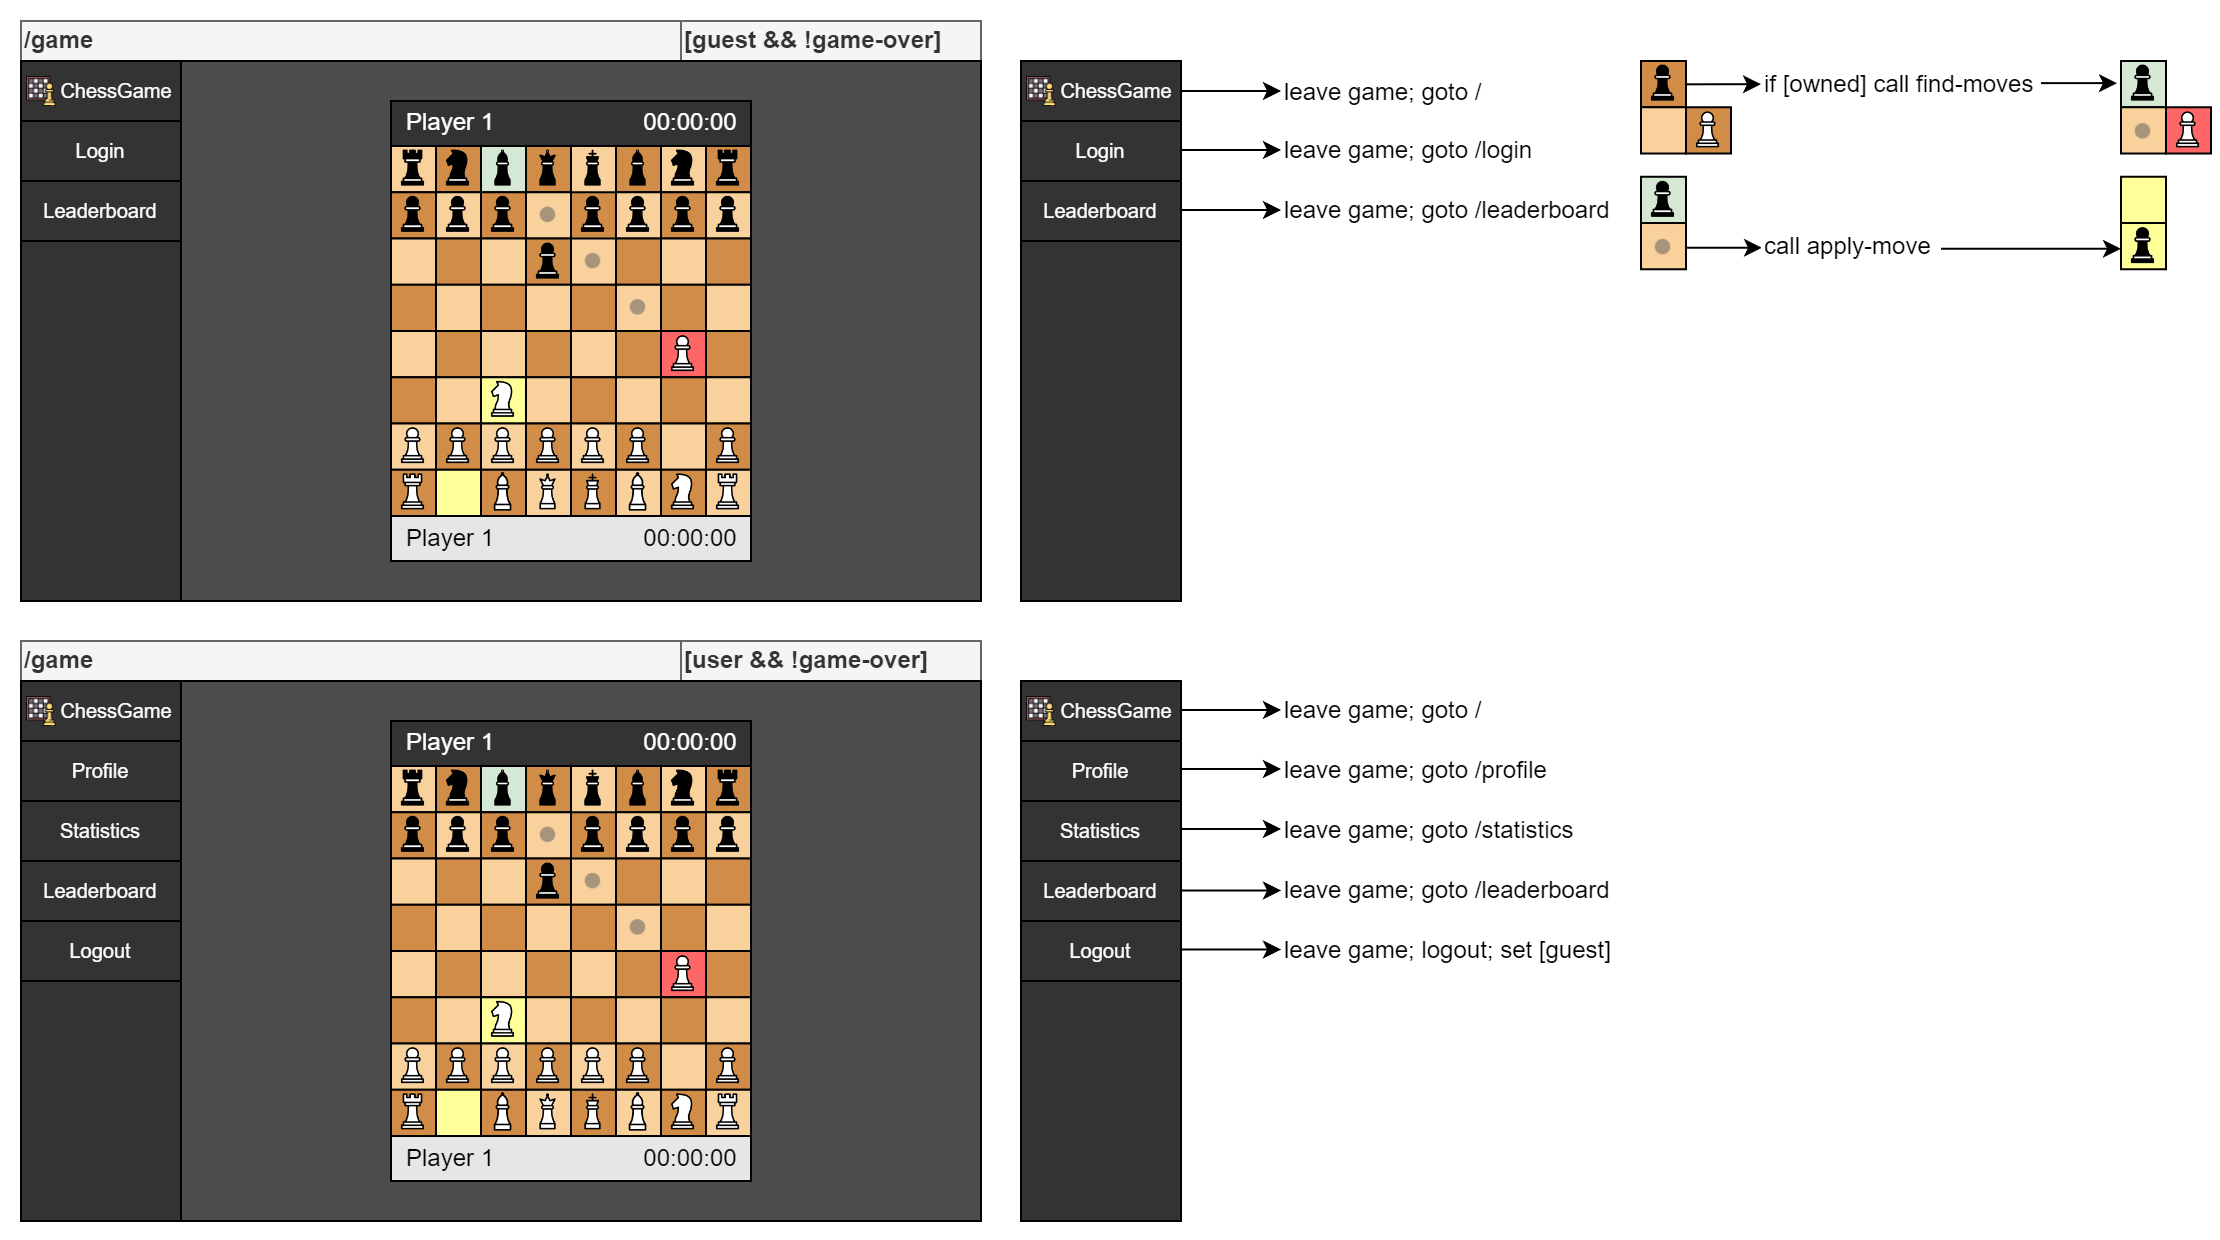 /game
[guest && !game-over]
ChessGame
Login
Leaderboard
Player 1
00:00:00
Player 1
00:00:00
ChessGame
leave game; goto /
Login
leave game; goto /login
Leaderboard
leave game; goto /leaderboard
if [owned] call find-moves
call apply-move
/game
[user && !game-over]
ChessGame
Profile
Statistics
Leaderboard
Logout
Player 1
00:00:00
Player 1
00:00:00
ChessGame
leave game; goto /
Profile
leave game; goto /profile
Statistics
leave game; goto /statistics
Leaderboard
leave game; goto /leaderboard
Logout
leave game; logout; set [guest]